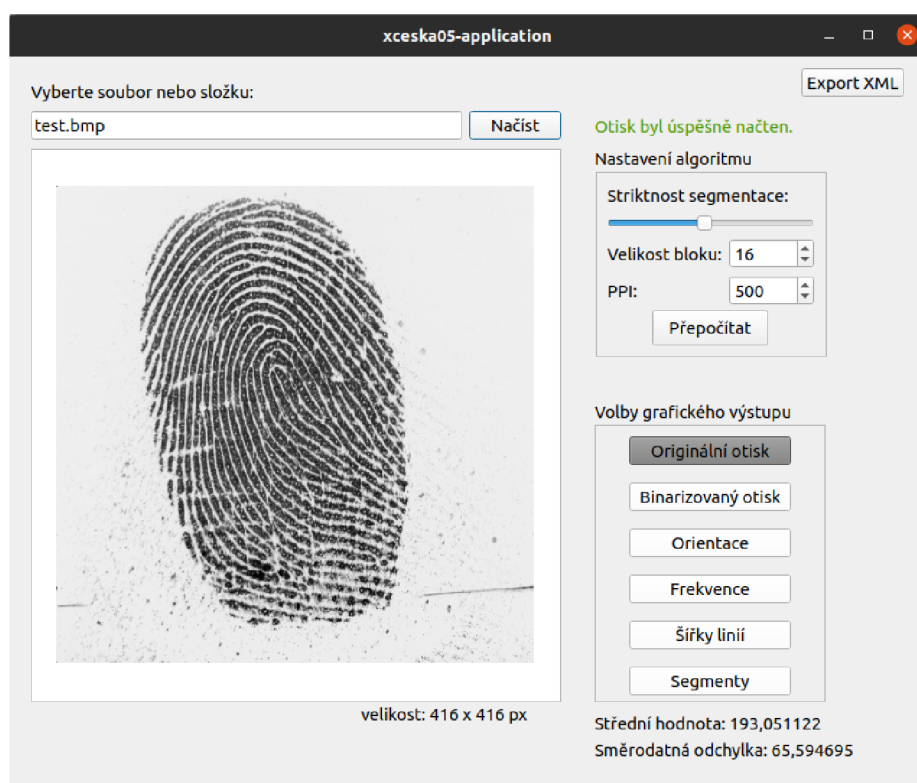 xceska05-application
Export XML
Vyberte soubor nebo složku:
test.bmp
Načíst
Otisk byl úspěšně načten.
Nastavení algoritmu
Striktnost segmentace:
Velikost bloku: 16
PPI: 500
Přepočítat
Volby grafického výstupu
Originální otisk
Binarizovaný otisk
Orientace
Frekvence
Šířky linií
Segmenty
velikost: 416 x 416 px
Střední hodnota: 193,051122
Směrodatná odchylka: 65,594695